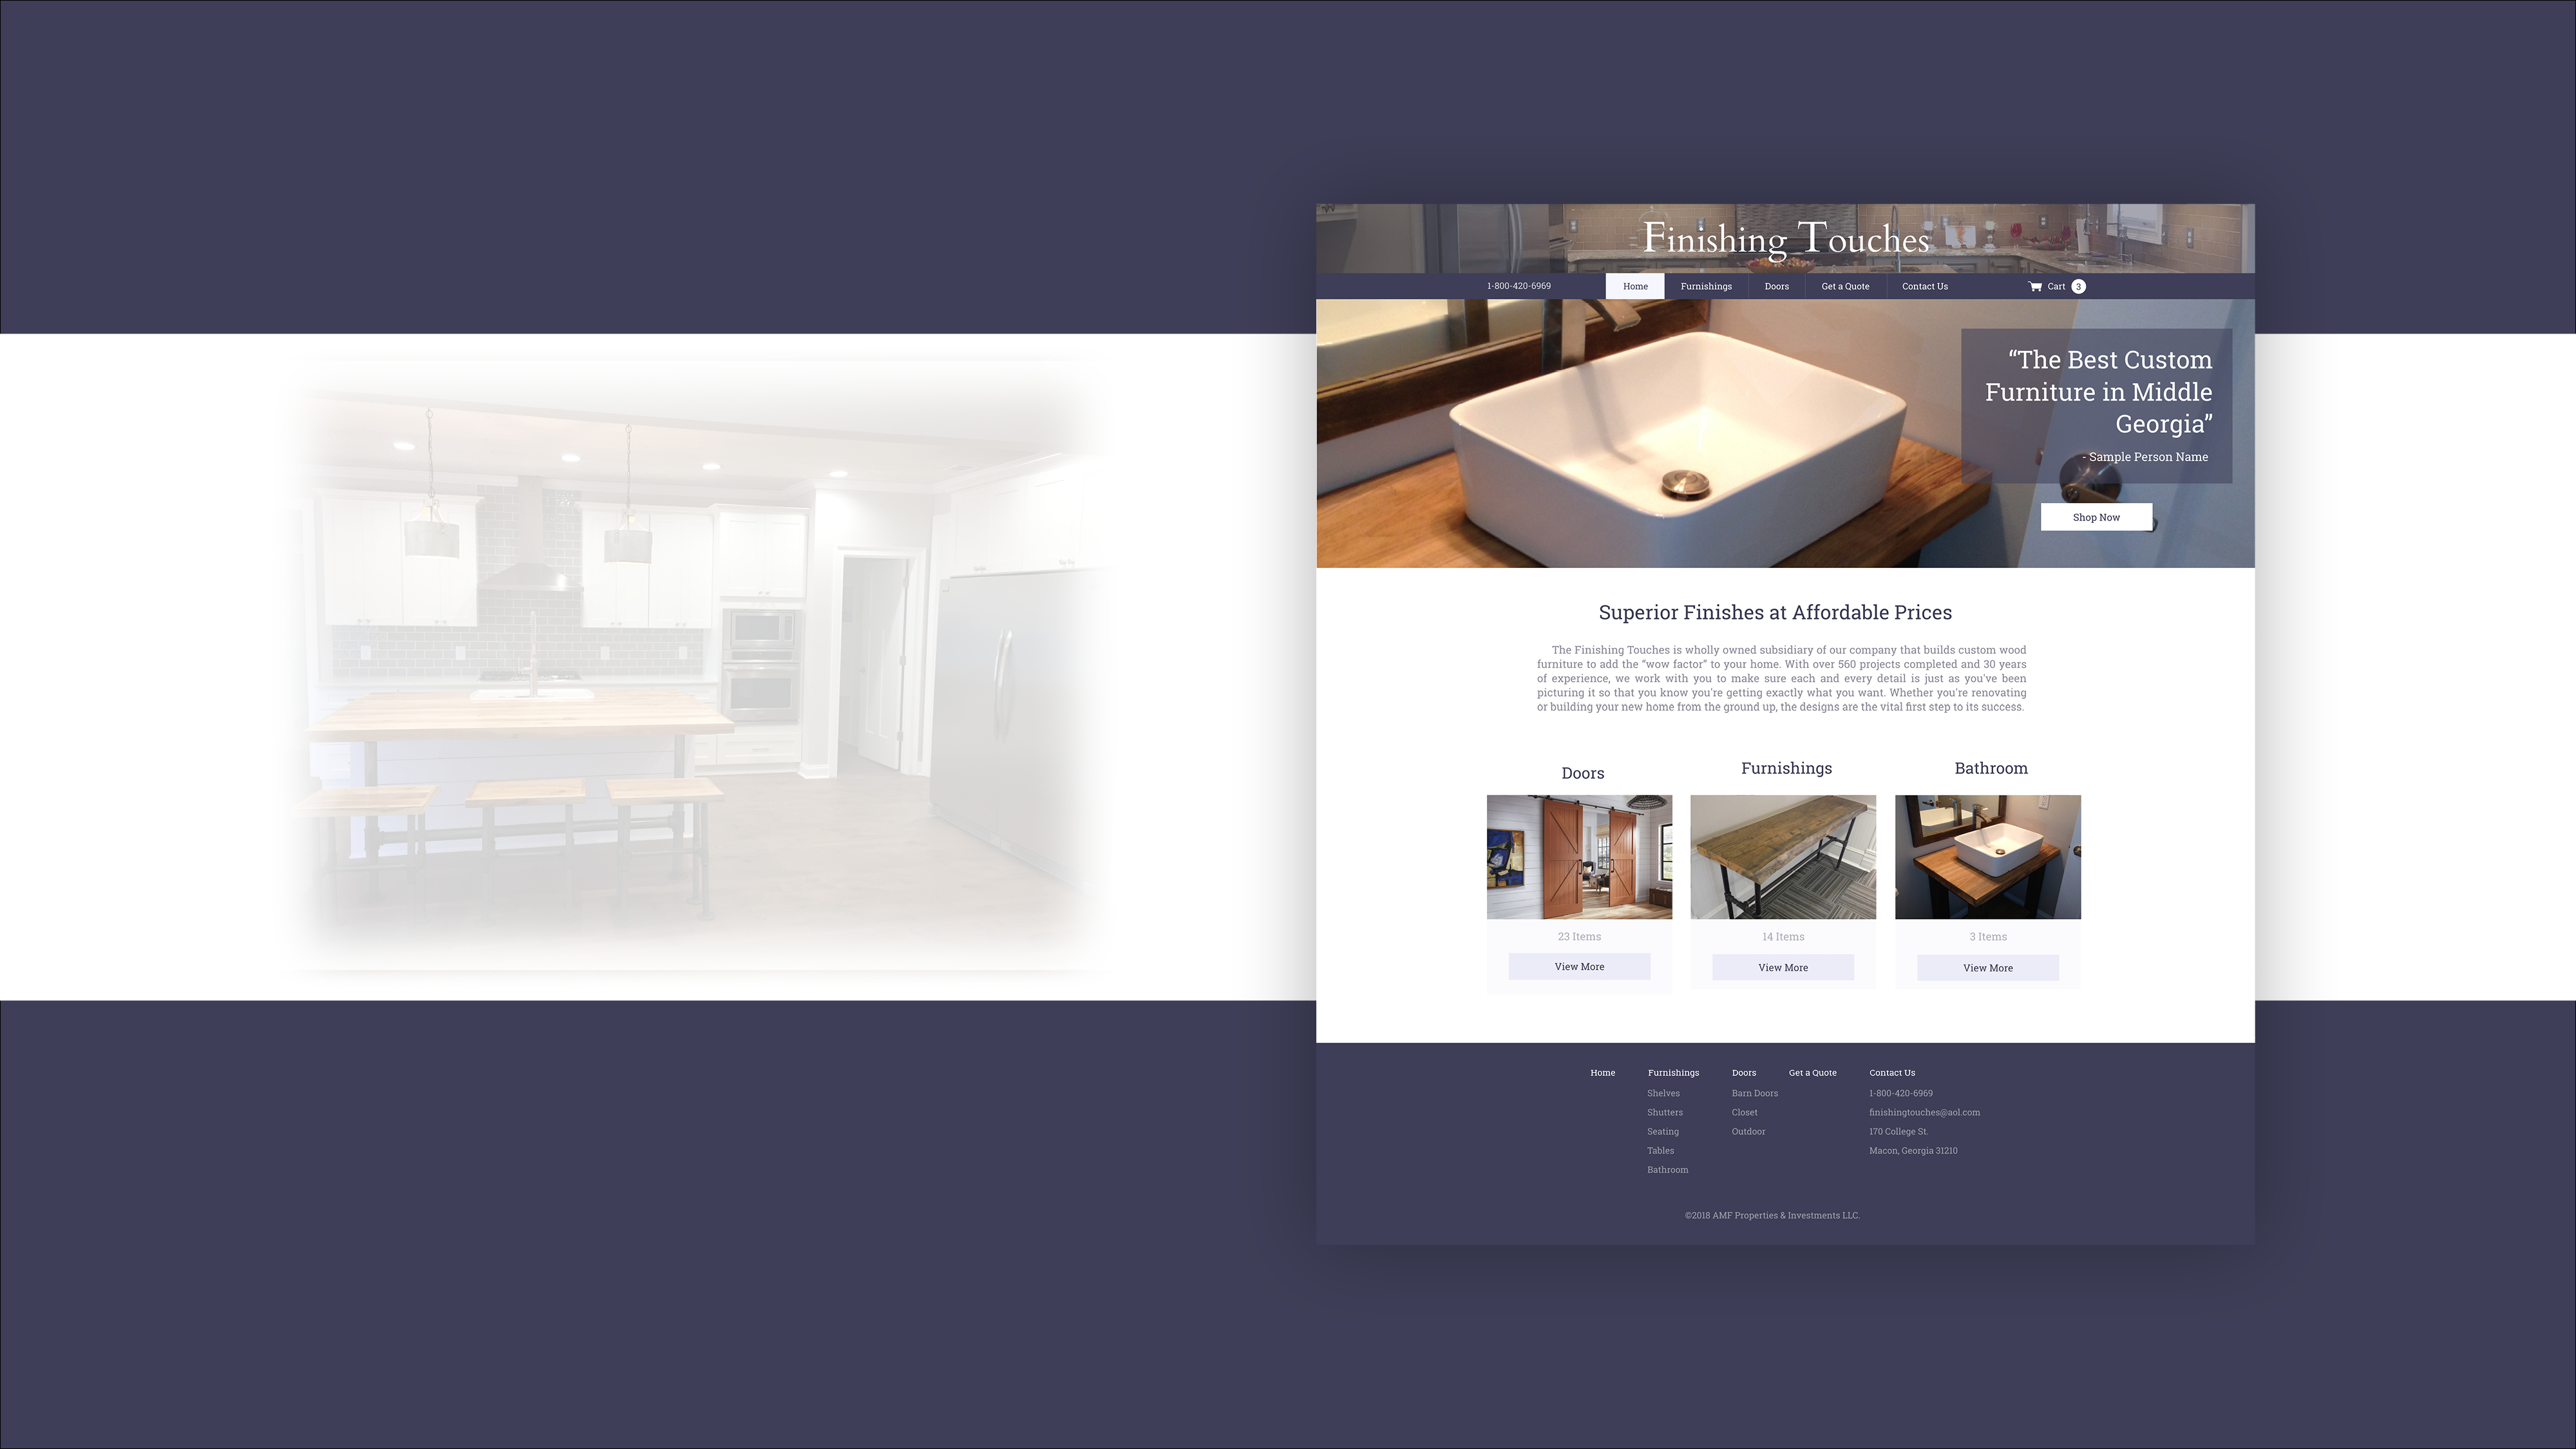 Finishing Touches
1-800-420-6969
Home
Furnishings
Doors
Get a Quote
Contact Us
Cart
3
“The Best Custom
Furniture in Middle
Georgia”
- Sample Person Name
Shop Now
Superior Finishes at Affordable Prices
The Finishing Touches is wholly owned subsidiary of our company that builds custom wood
furniture to add the “wow factor” to your home. With over 560 projects completed and 30 years
of experience, we work with you to make sure each and every detail is just as you've been
picturing it so that you know you're getting exactly what you want. Whether you're renovating
or building your new home from the ground up, the designs are the vital first step to its success.
Doors
23 Items
View More
Furnishings
14 Items
View More
Bathroom
3 Items
View More
Home
Furnishings
Shelves
Shutters
Seating
Tables
Bathroom
Doors
Barn Doors
Closet
Outdoor
Get a Quote
Contact Us
1-800-420-6969
finishingtouches@aol.com
170 College St.
Macon, Georgia 31210
©2018 AMF Properties & Investments LLC.